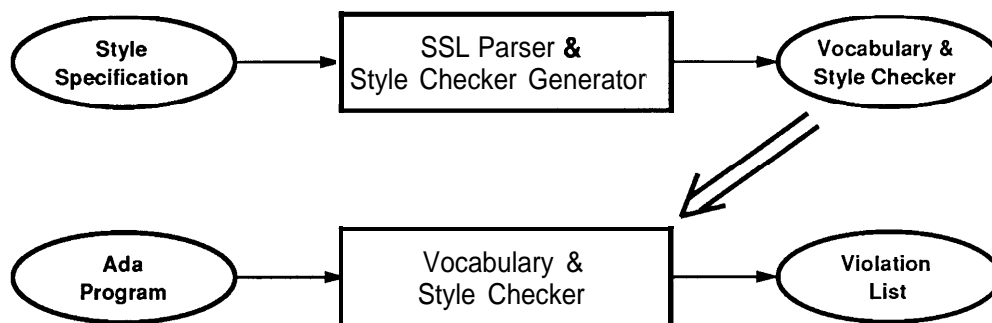 Style
Specification
SSL Parser &
Style Checker Generator
Vocabulary &
Style Checker
Ada
Program
Vocabulary &
Style Checker
Violation
List